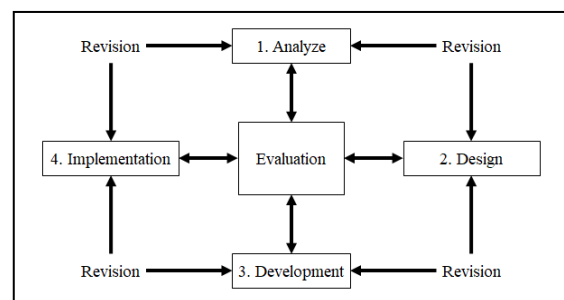 Revision
1. Analyze
Revision
4. Implementation
Evaluation
2. Design
Revision
3. Development
Revision